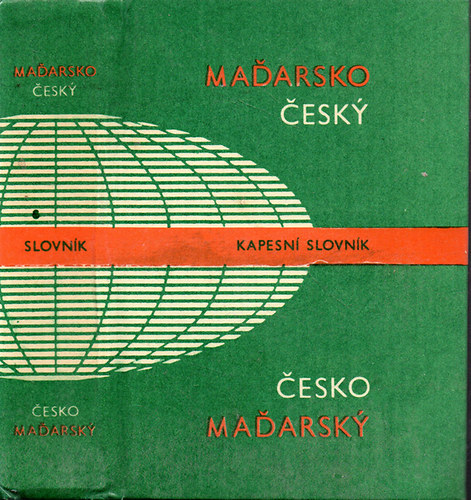 MAĎARSKO
ČESKÝ
SLOVNÍK
ČESKO
MAĎARSKÝ
MAĎARSKO
ČESKÝ
KAPESNÍ SLOVNÍK
ČESKO
MAĎARSKÝ